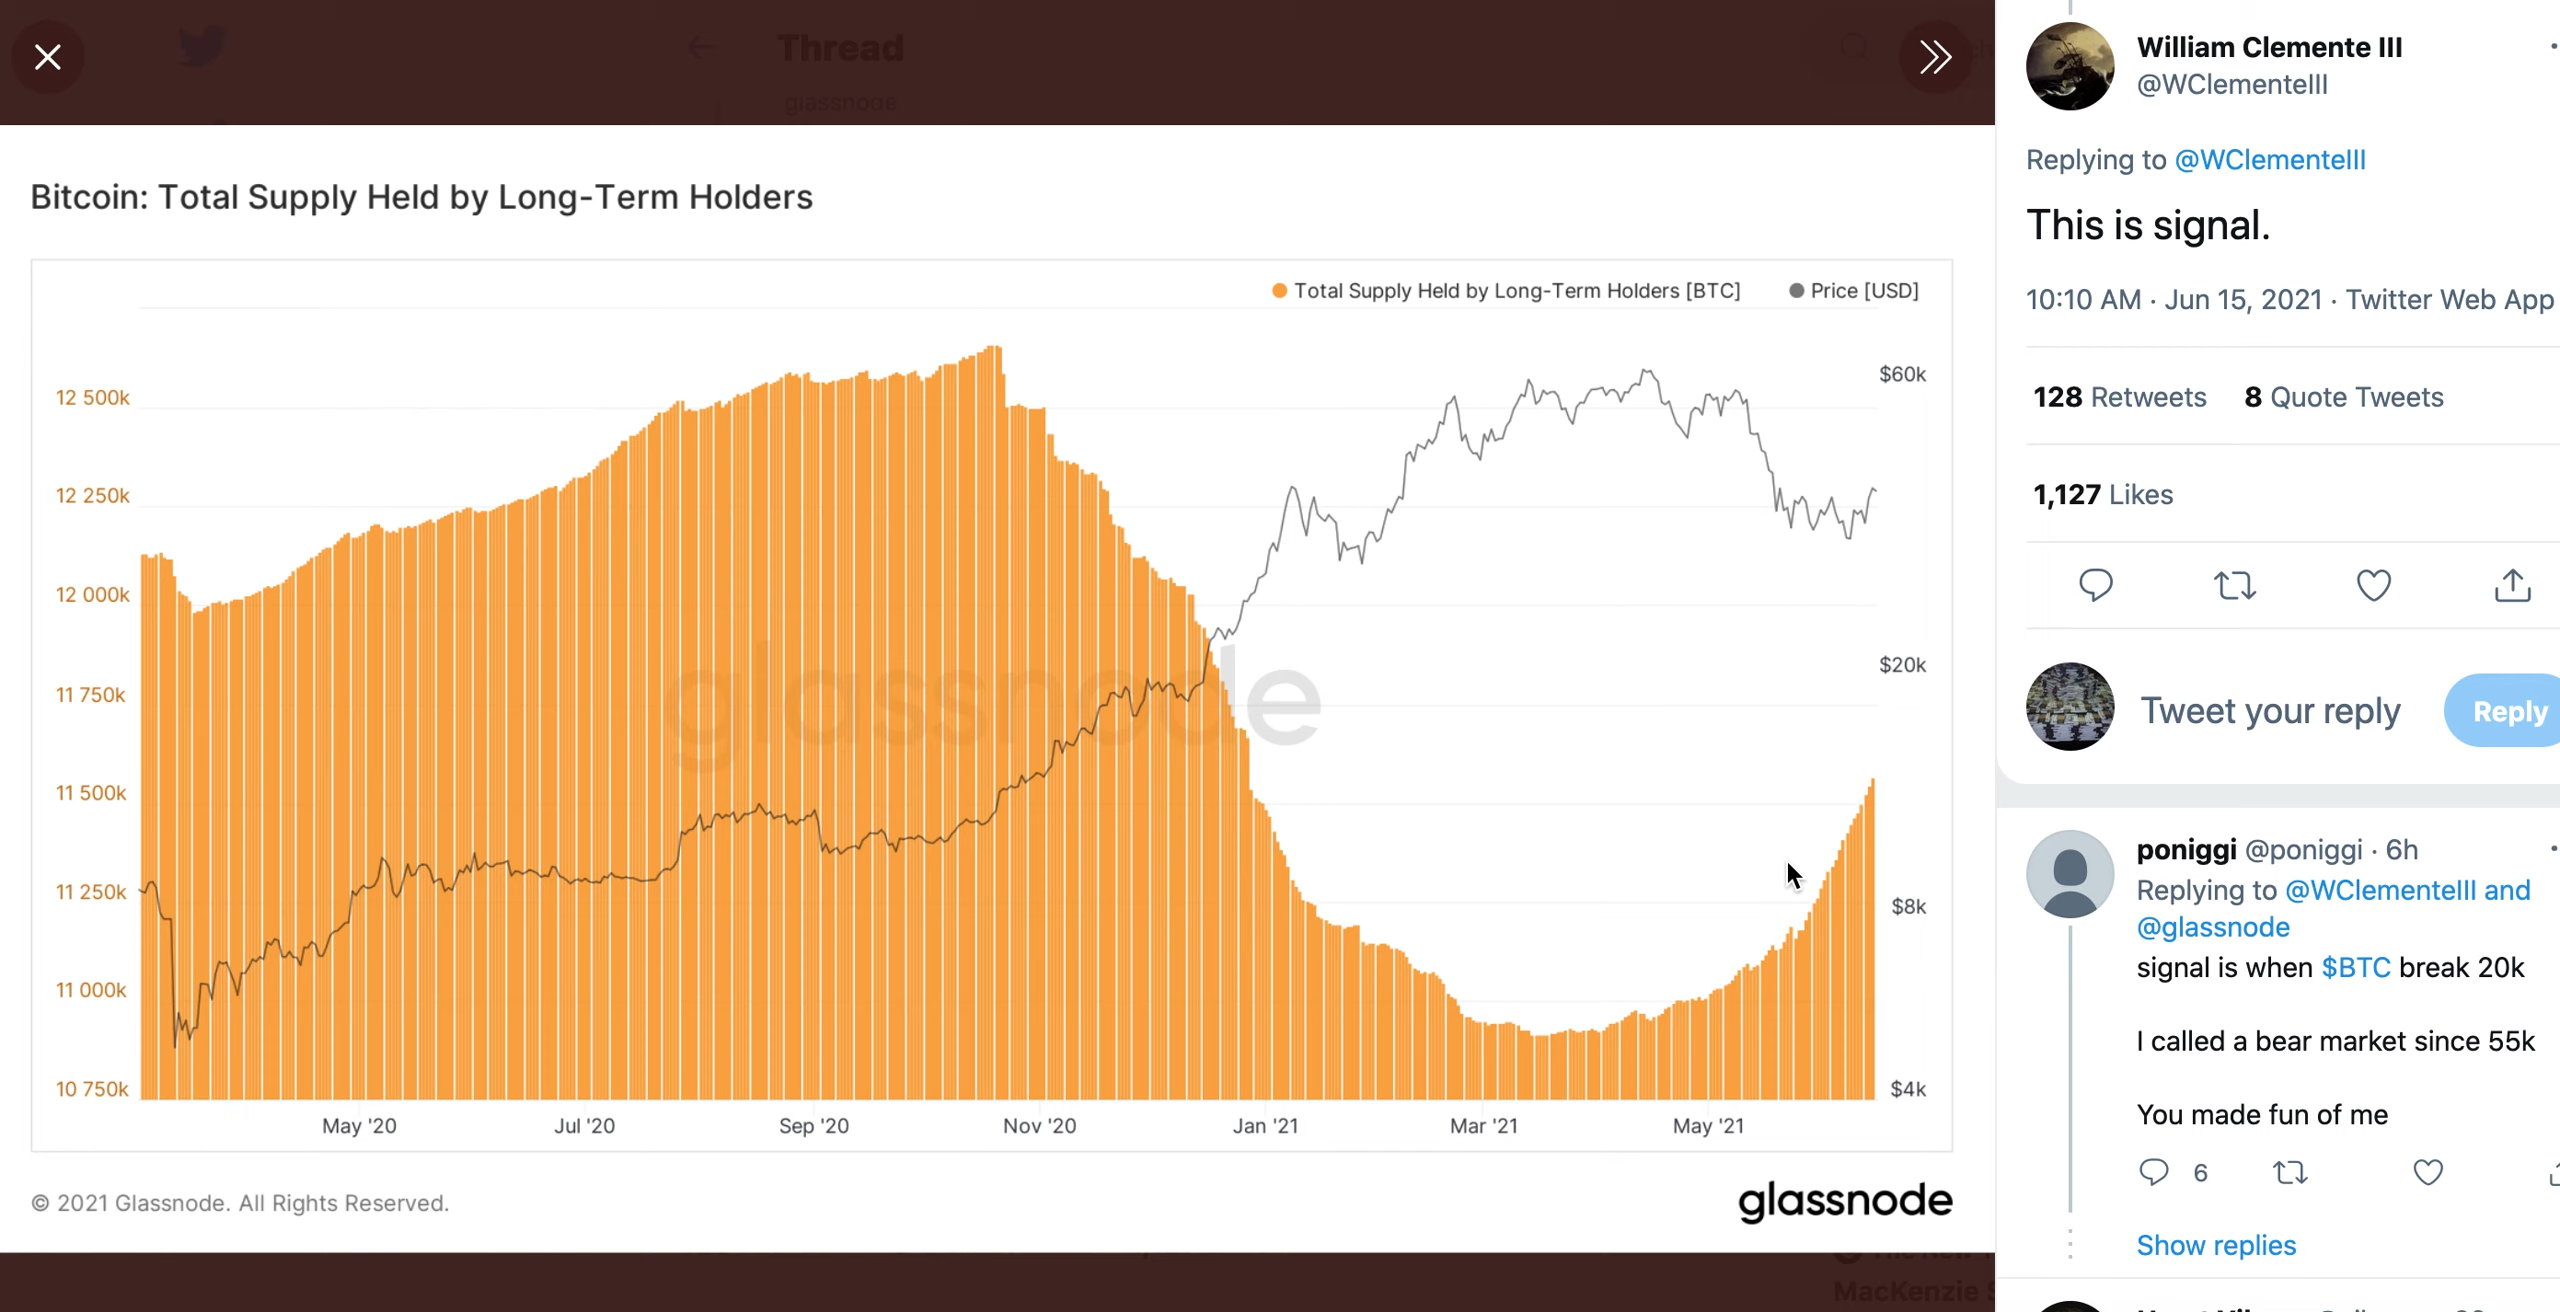 Thread
glassnode
Bitcoin: Total Supply Held by Long-Term Holders
Total Supply Held by Long-Term Holders [BTC]
Price [USD]
12 500k
12 250k
12 000k
11 750k
11 500k
11 250k
11 000k
10 750k
$60k
$20k
$8k
$4k
glassnode
May '20
Jul '20
Sep '20
Nov '20
Jan '21
Mar '21
May '21
© 2021 Glassnode. All Rights Reserved.
glassnode
MacKenzie
William Clemente III
@WClementeIII
Replying to @WClementeIII
This is signal.
10:10 AM · Jun 15, 2021 · Twitter Web App
128 Retweets 8 Quote Tweets
1,127 Likes
Tweet your reply
Reply
poniggi @poniggi · 6h
Replying to @WClementeIII and
@glassnode
signal is when $BTC break 20k
I called a bear market since 55k
You made fun of me
6
Show replies